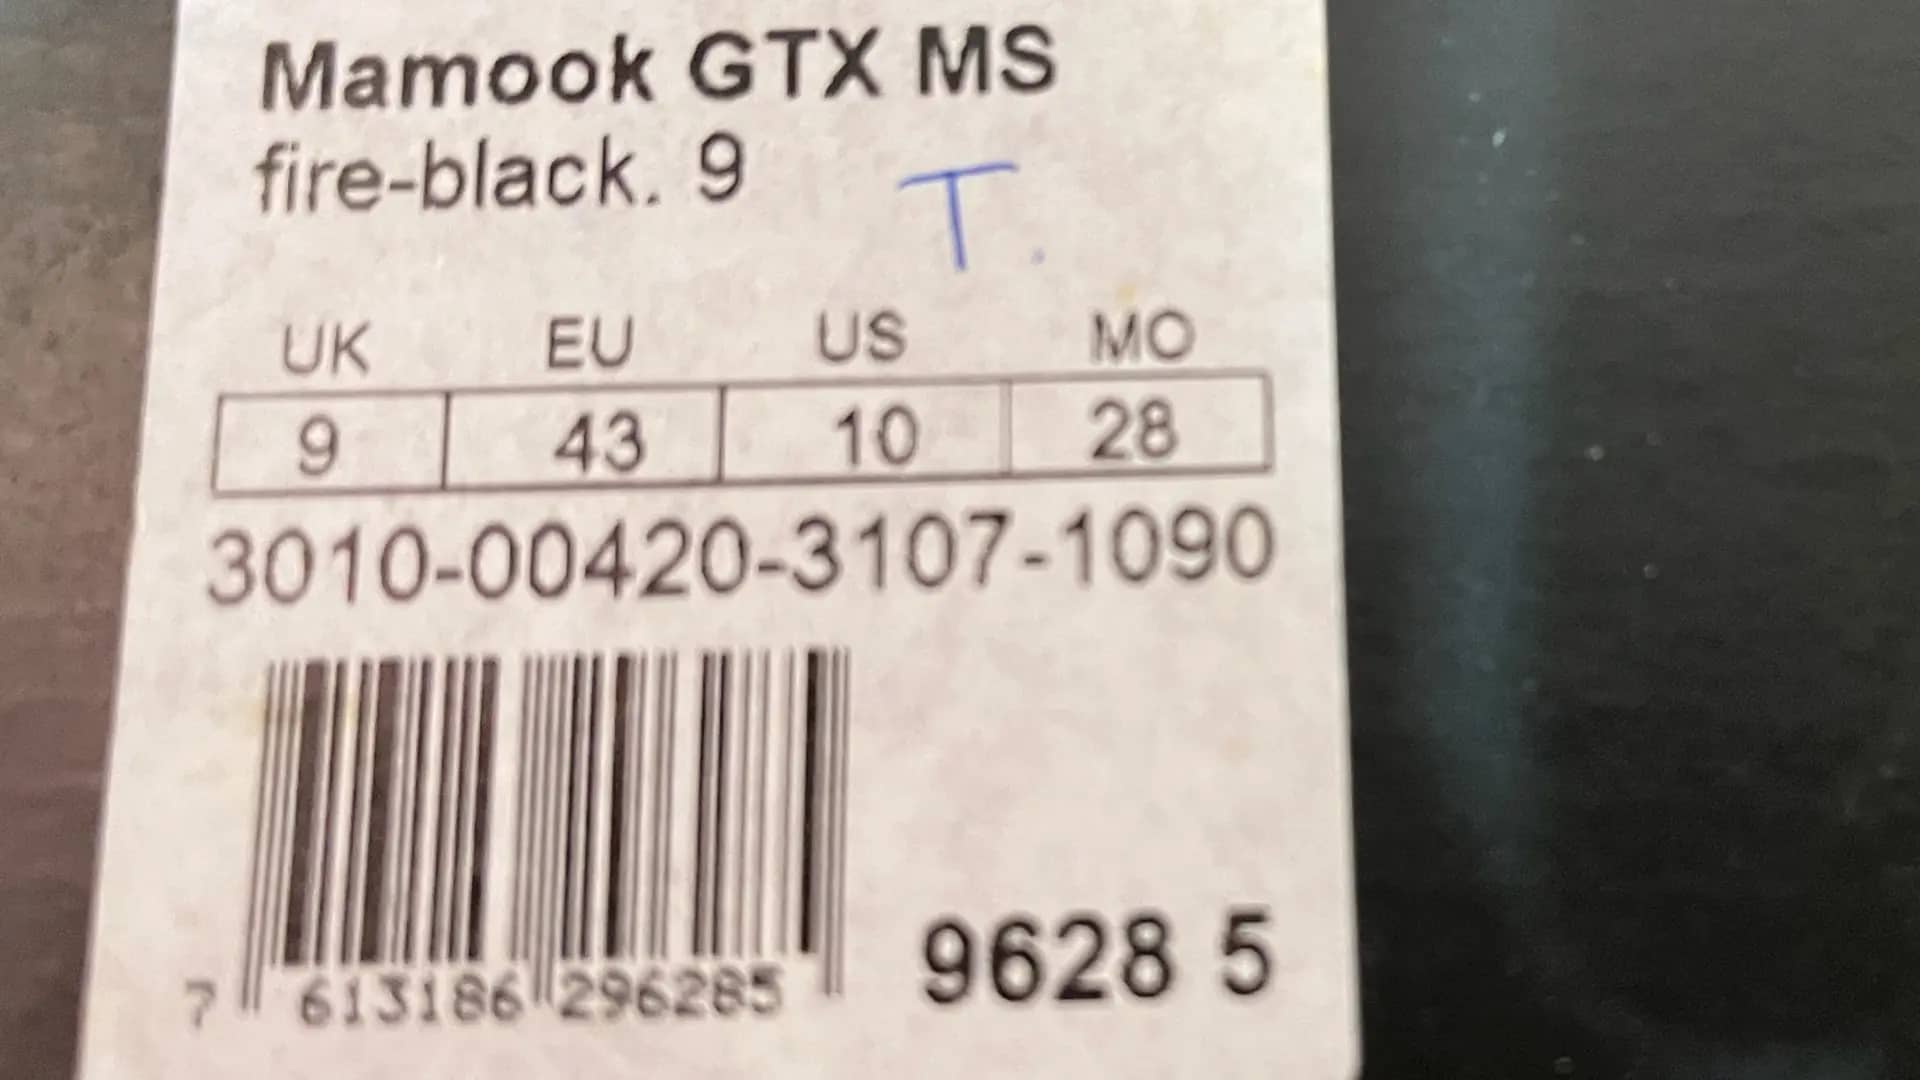 Mamook GTX MS
fire-black. 9
T.
UK EU US MO
9 43 10 28
3010-00420-3107-1090
7 613186 296285
9628 5